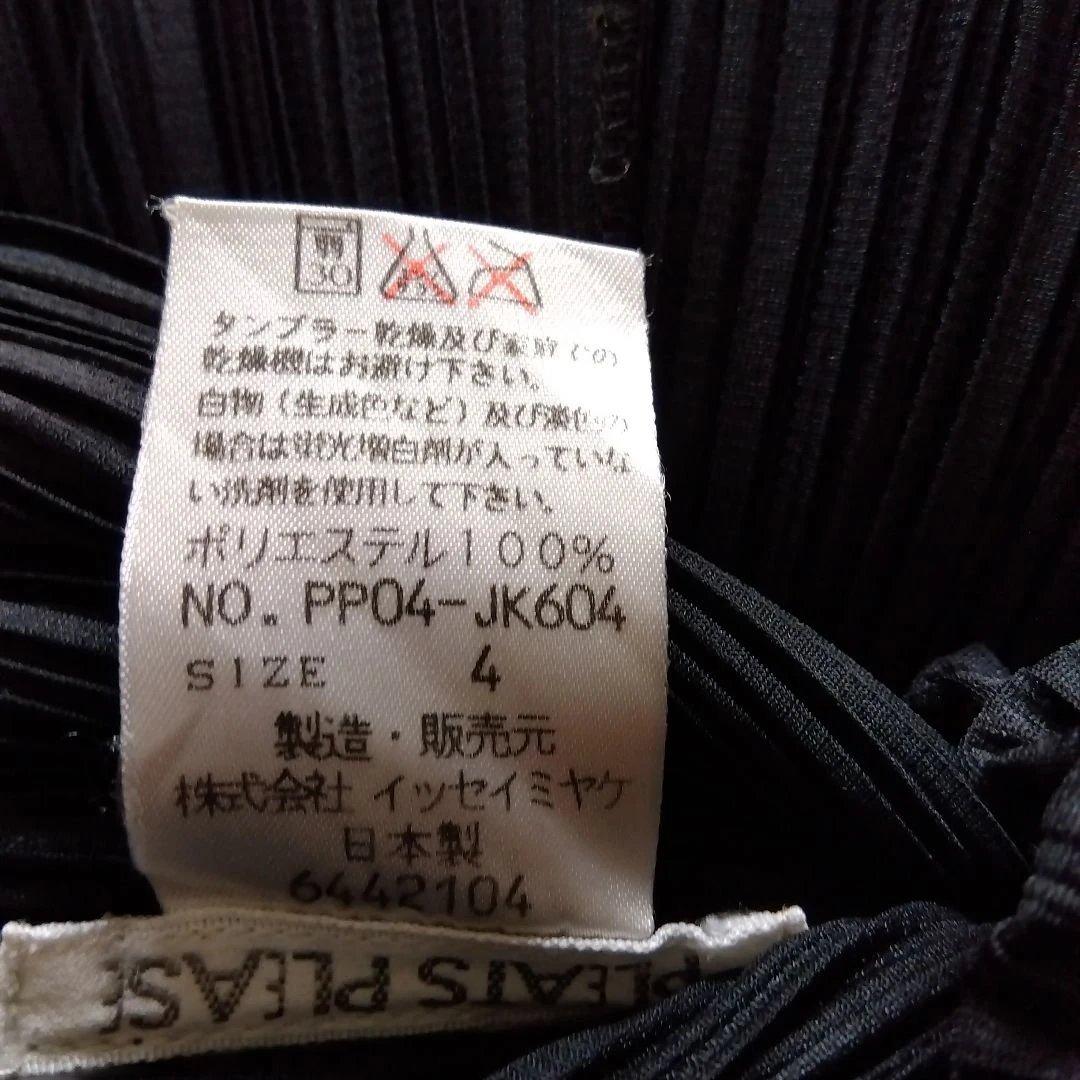 弱
30
タンブラー乾燥及び家庭での
乾燥機はお避け下さい。
白物(生成色など)及び淡色の
場合は蛍光増白剤が入っていな
い洗剤を使用して下さい。
ポリエステル100%
NO. PP04-JK604
SIZE 4
製造・販売元
株式会社 イッセイミヤケ
日本製
6442104
PLEATS PLEASE